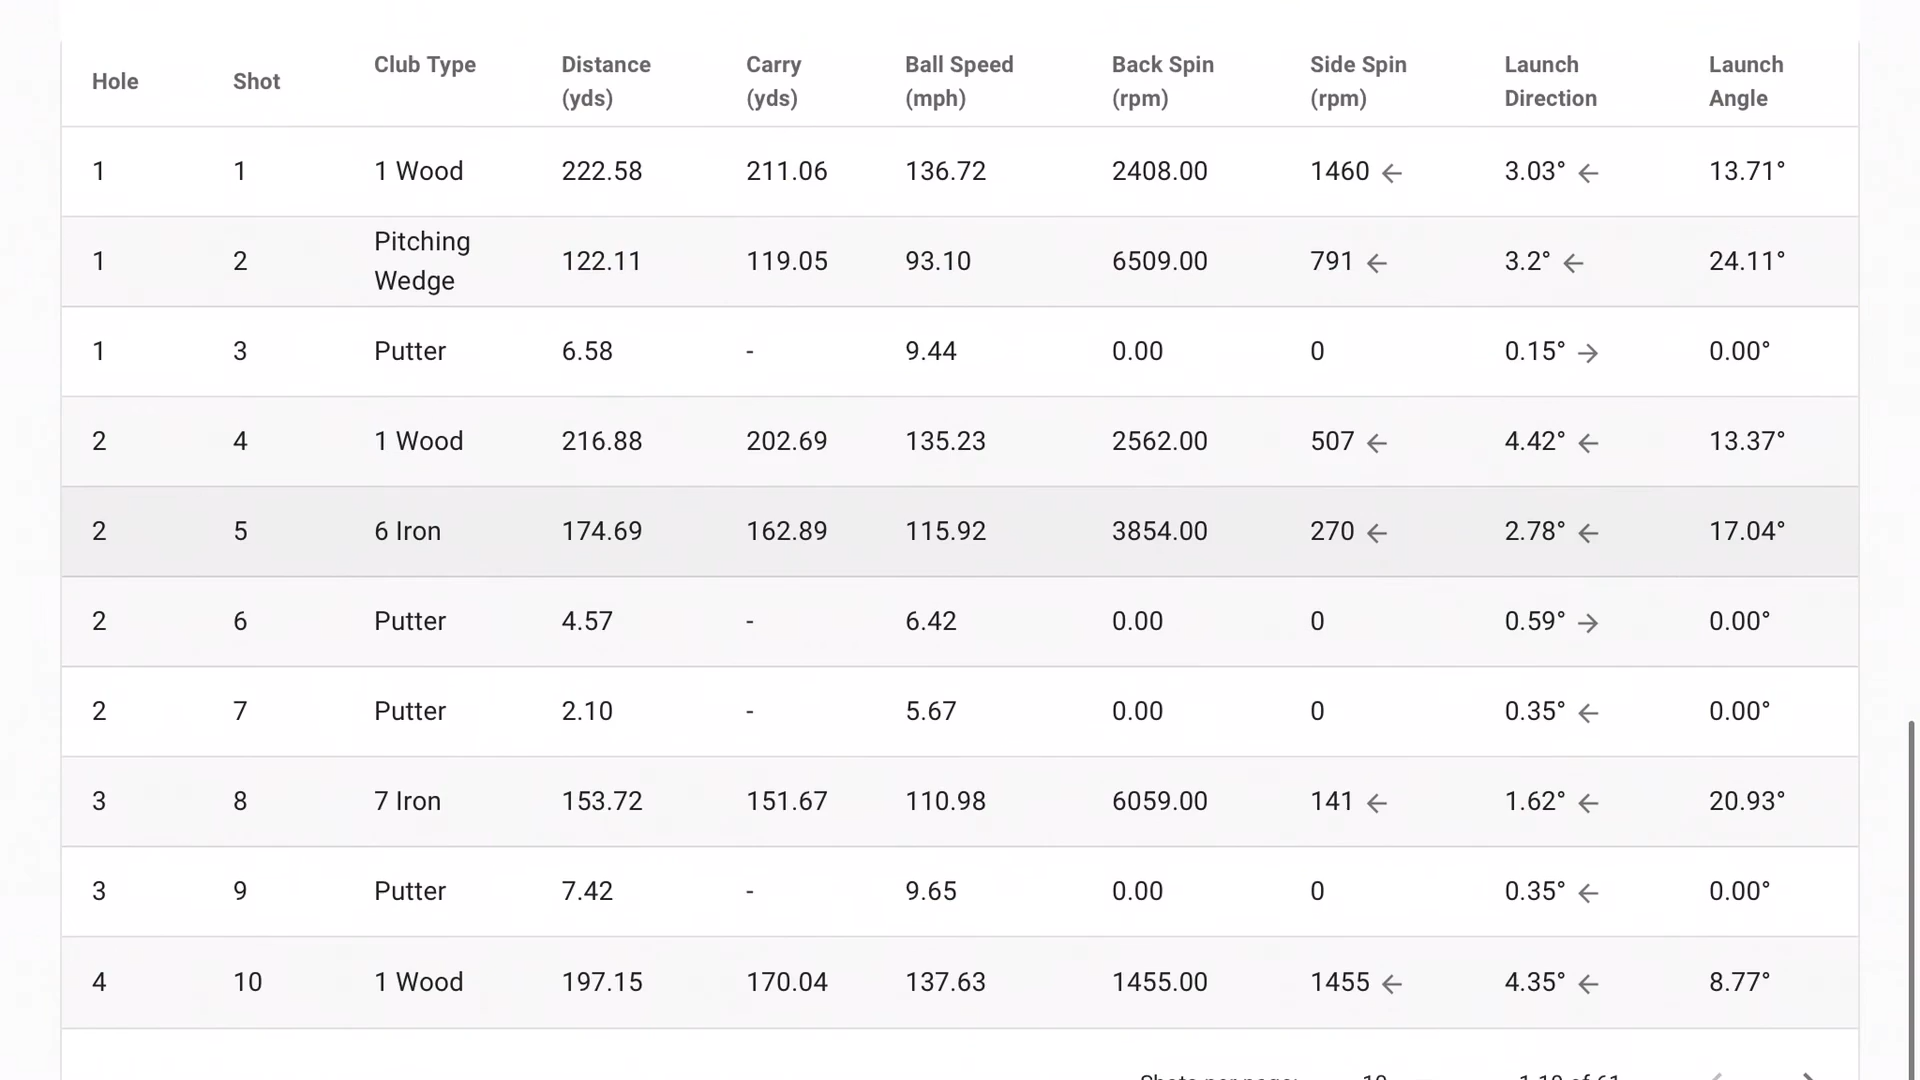 Hole Shot Club Type Distance (yds) Carry (yds) Ball Speed (mph) Back Spin (rpm) Side Spin (rpm) Launch Direction Launch Angle
1 1 1 Wood 222.58 211.06 136.72 2408.00 1460 ← 3.03° ← 13.71°
1 2 Pitching Wedge 122.11 119.05 93.10 6509.00 791 ← 3.2° ← 24.11°
1 3 Putter 6.58 - 9.44 0.00 0 0.15° → 0.00°
2 4 1 Wood 216.88 202.69 135.23 2562.00 507 ← 4.42° ← 13.37°
2 5 6 Iron 174.69 162.89 115.92 3854.00 270 ← 2.78° ← 17.04°
2 6 Putter 4.57 - 6.42 0.00 0 0.59° → 0.00°
2 7 Putter 2.10 - 5.67 0.00 0 0.35° ← 0.00°
3 8 7 Iron 153.72 151.67 110.98 6059.00 141 ← 1.62° ← 20.93°
3 9 Putter 7.42 - 9.65 0.00 0 0.35° ← 0.00°
4 10 1 Wood 197.15 170.04 137.63 1455.00 1455 ← 4.35° ← 8.77°